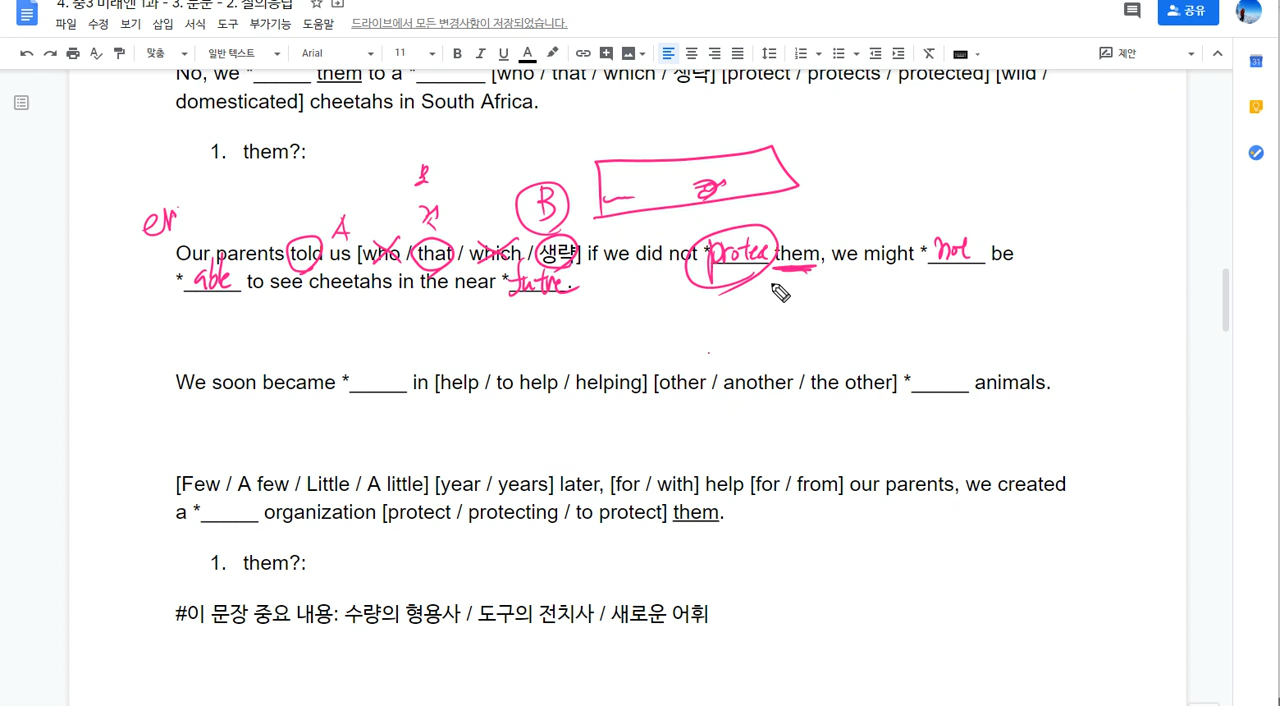 4. 중3 미래엔 1과 - 3. 본문 - 2. 질의응답
파일 수정 보기 삽입 서식 도구 부가기능 도움말 드라이브에서 모든 변경사항이 저장되었습니다.
공유
맞춤 일반 텍스트 Arial 11 B I U A 제안
No, we *_____ them to a *______ [who / that / which / 생략] [protect / protects / protected] [wild /
domesticated] cheetahs in South Africa.
1. them?:
B
er A 것
Our parents told us [who / that / which / 생략] if we did not *protec them, we might *not be
*able to see cheetahs in the near *future.
We soon became *_____ in [help / to help / helping] [other / another / the other] *_____ animals.
[Few / A few / Little / A little] [year / years] later, [for / with] help [for / from] our parents, we created
a *_____ organization [protect / protecting / to protect] them.
1. them?:
#이 문장 중요 내용: 수량의 형용사 / 도구의 전치사 / 새로운 어휘